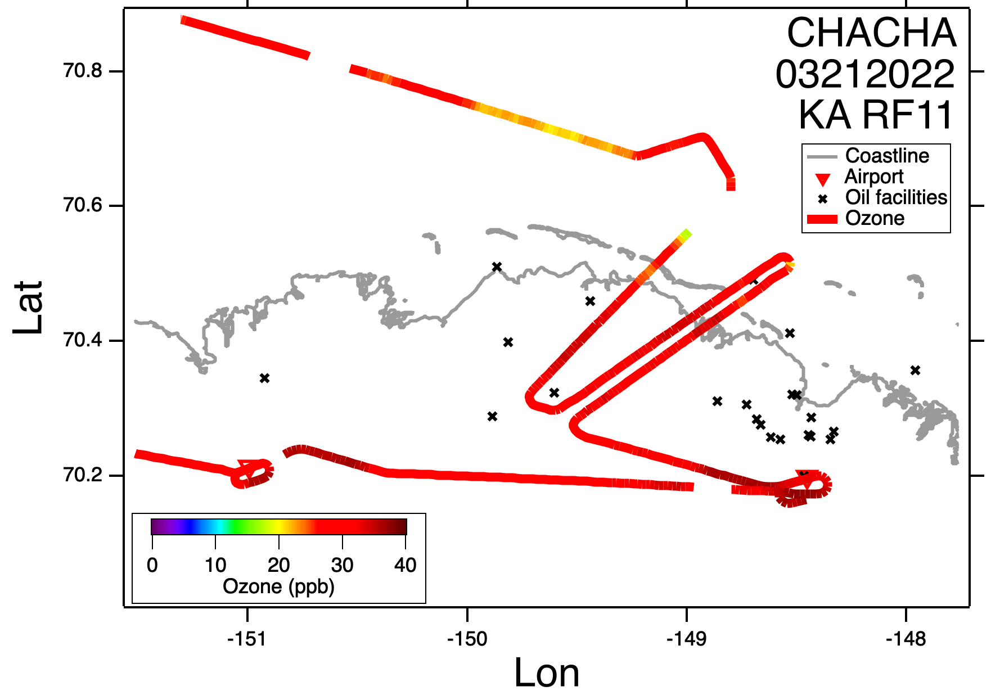 CHACHA
03212022
KA RF11
Coastline
Airport
Oil facilities
Ozone
70.8
70.6
70.4
70.2
Lat
0 10 20 30 40
Ozone (ppb)
-151 -150 -149 -148
Lon